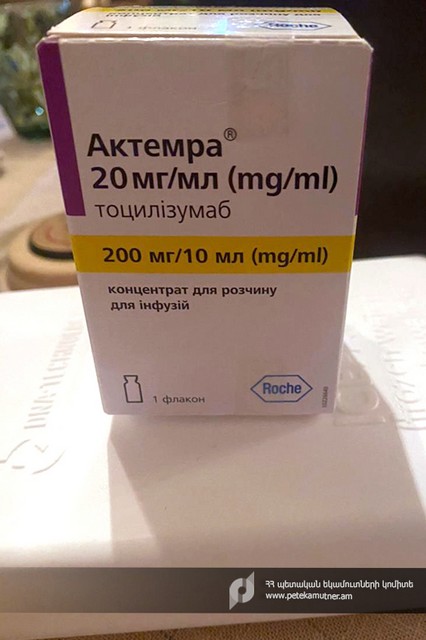 Актемра®
20 мг/мл (mg/ml)
тоцилізумаб
200 мг/10 мл (mg/ml)
концентрат для розчину
для інфузій
1 флакон
Roche
ՀՀ պետական եկամուտների կոմիտե
www.petekamutner.am